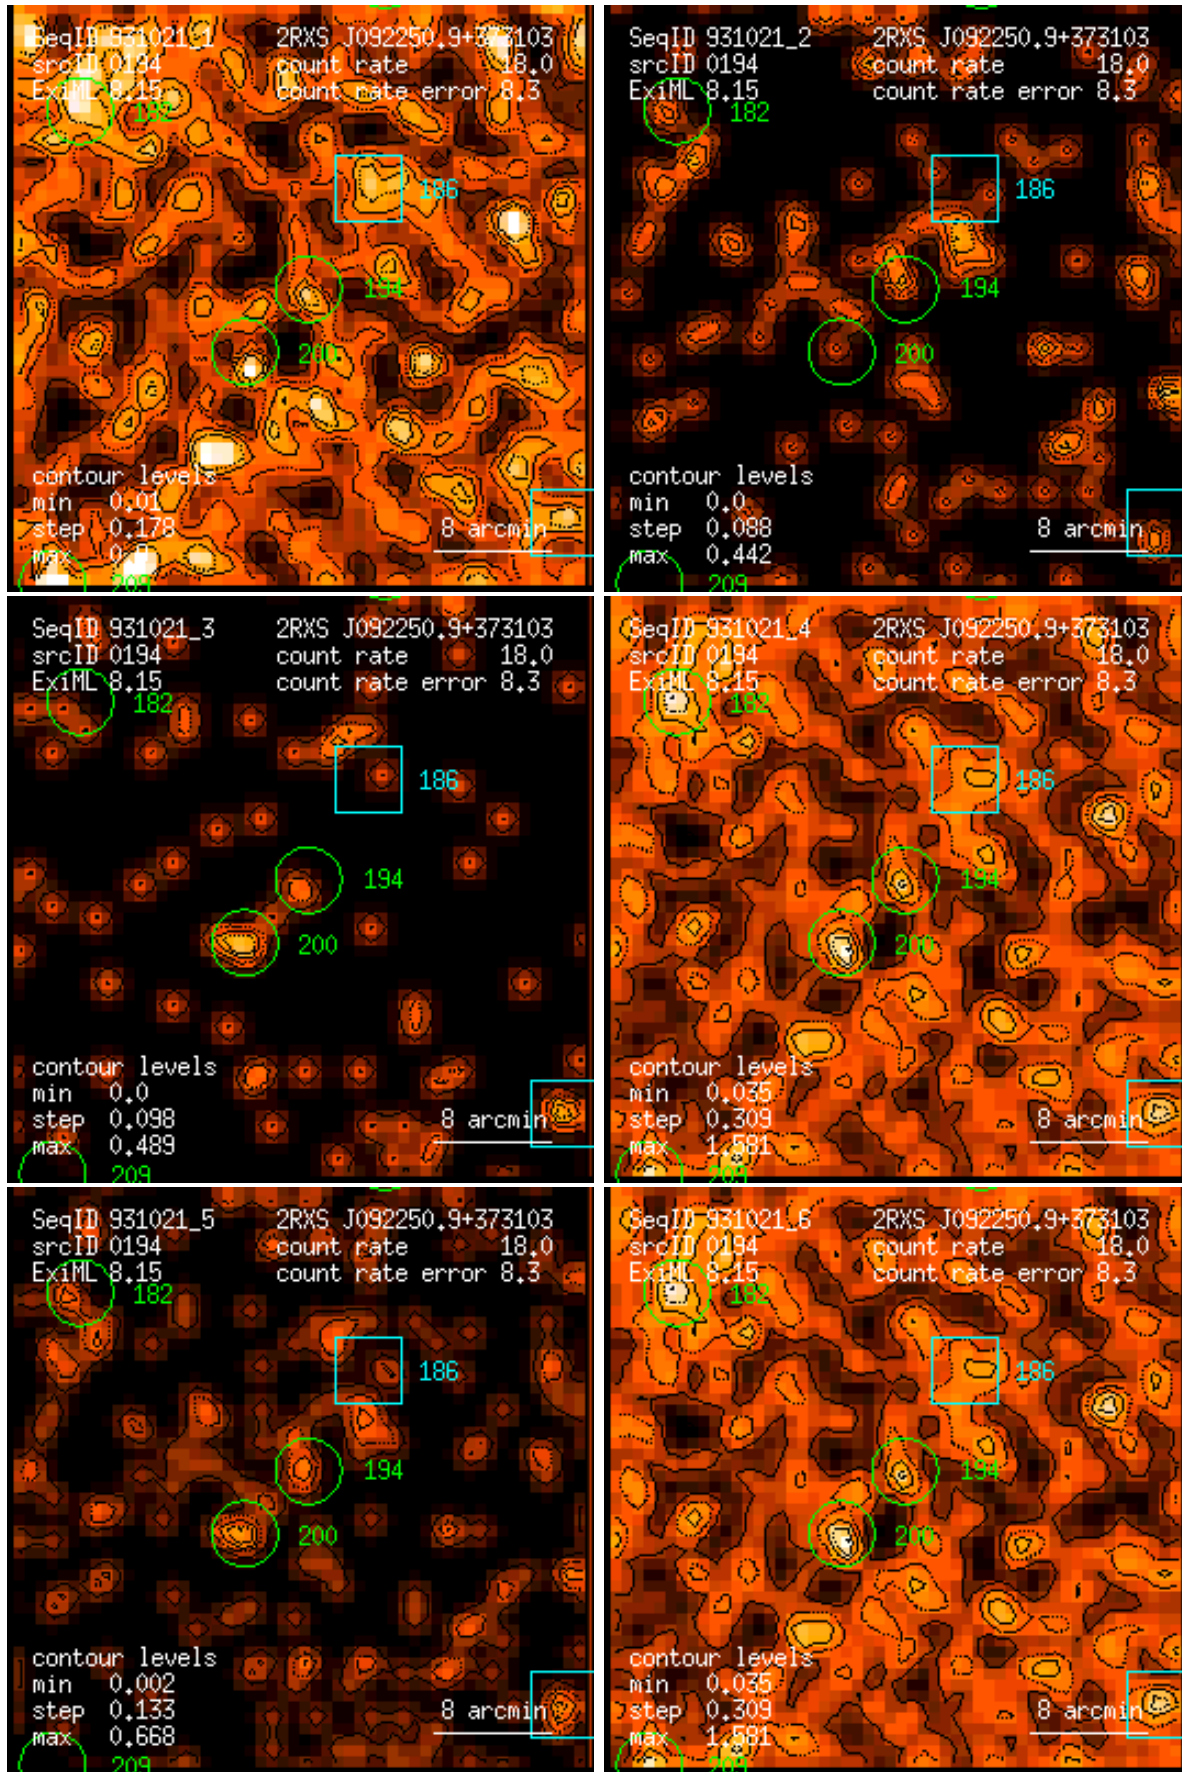 SeqID 931021_1 2RXS J092250.9+373103
srcID 0194 count rate 18.0
ExiML 8.15 count rate error 8.3
182
186
194
200
contour levels
min 0.01
step 0.178
max 8 arcmin
209
SeqID 931021_2 2RXS J092250.9+373103
srcID 0194 count rate 18.0
ExiML 8.15 count rate error 8.3
182
186
194
200
contour levels
min 0.0
step 0.088 8 arcmin
max 0.442
209
SeqID 931021_3 2RXS J092250.9+373103
srcID 0194 count rate 18.0
ExiML 8.15 count rate error 8.3
182
186
194
200
contour levels
min 0.0
step 0.098 8 arcmin
max 0.489
209
SeqID 931021_4 2RXS J092250.9+373103
srcID 0194 count rate 18.0
ExiML 8.15 count rate error 8.3
182
186
194
200
contour levels
min 0.035
step 0.309 8 arcmin
max 1.581
209
SeqID 931021_5 2RXS J092250.9+373103
srcID 0194 count rate 18.0
ExiML 8.15 count rate error 8.3
182
186
194
200
contour levels
min 0.002
step 0.133 8 arcmin
max 0.668
209
SeqID 931021_6 2RXS J092250.9+373103
srcID 0194 count rate 18.0
ExiML 8.15 count rate error 8.3
182
186
194
200
contour levels
min 0.035
step 0.309 8 arcmin
max 1.581
209